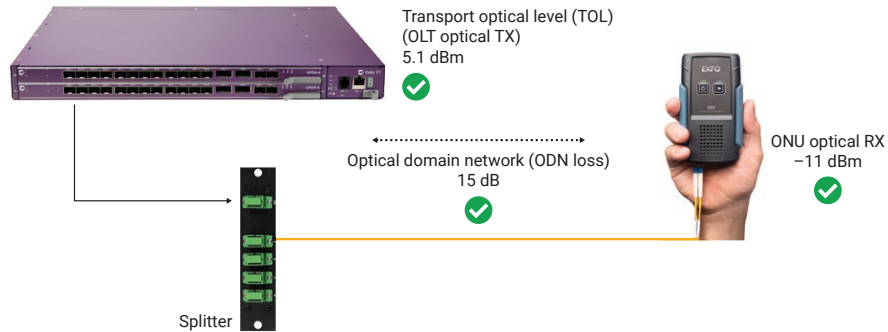 Transport optical level (TOL)
(OLT optical TX)
5.1 dBm
Optical domain network (ODN loss)
15 dB
EXFO
ONU optical RX
–11 dBm
Splitter